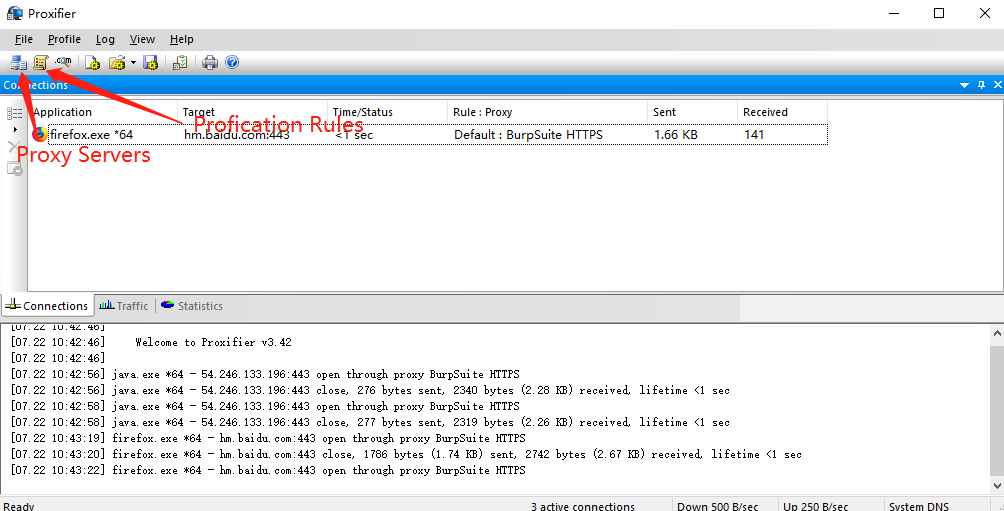 Proxifier
File Profile Log View Help
Connections
Application Target Time/Status Rule : Proxy Sent Received
Profication Rules
firefox.exe *64 hm.baidu.com:443 <1 sec Default : BurpSuite HTTPS 1.66 KB 141
Proxy Servers
Connections Traffic Statistics
[07.22 10:42:46]
[07.22 10:42:46] Welcome to Proxifier v3.42
[07.22 10:42:46]
[07.22 10:42:56] java.exe *64 - 54.246.133.196:443 open through proxy BurpSuite HTTPS
[07.22 10:42:56] java.exe *64 - 54.246.133.196:443 close, 276 bytes sent, 2340 bytes (2.28 KB) received, lifetime <1 sec
[07.22 10:42:58] java.exe *64 - 54.246.133.196:443 open through proxy BurpSuite HTTPS
[07.22 10:42:58] java.exe *64 - 54.246.133.196:443 close, 277 bytes sent, 2319 bytes (2.26 KB) received, lifetime <1 sec
[07.22 10:43:19] firefox.exe *64 - hm.baidu.com:443 open through proxy BurpSuite HTTPS
[07.22 10:43:20] firefox.exe *64 - hm.baidu.com:443 close, 1786 bytes (1.74 KB) sent, 2742 bytes (2.67 KB) received, lifetime <1 sec
[07.22 10:43:22] firefox.exe *64 - hm.baidu.com:443 open through proxy BurpSuite HTTPS
Ready 3 active connections Down 500 B/sec Up 250 B/sec System DNS